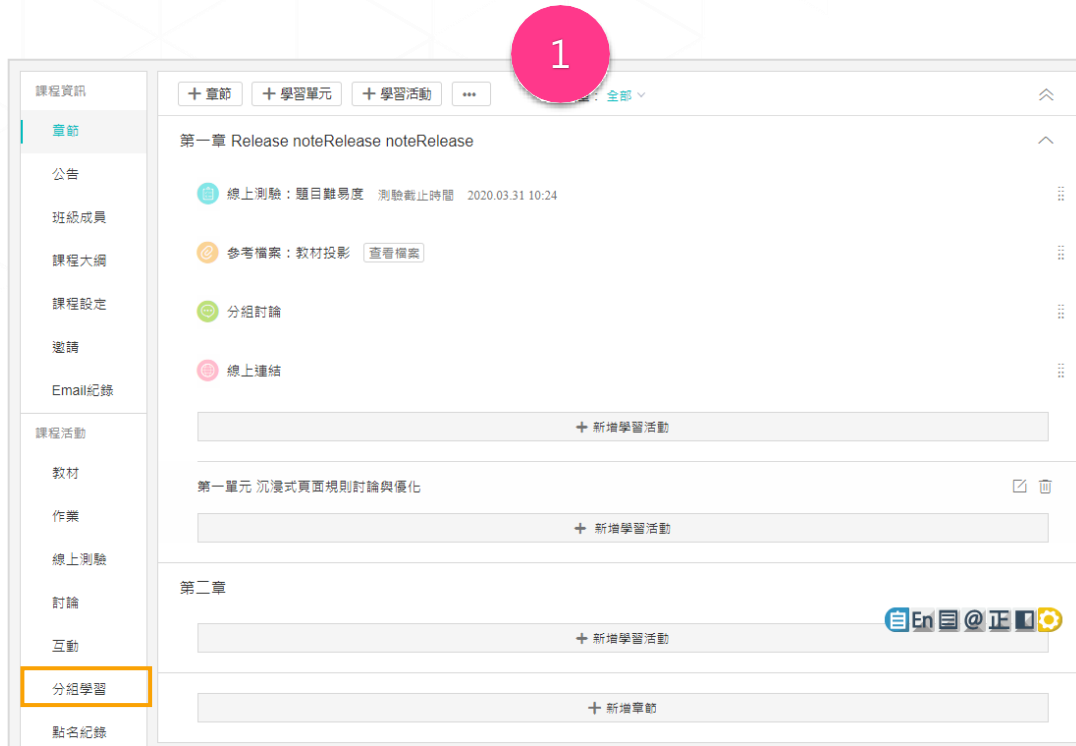 1
課程資訊
章節
公告
班級成員
課程大綱
課程設定
邀請
Email紀錄
課程活動
教材
作業
線上測驗
討論
互動
分組學習
點名紀錄
+ 章節 + 學習單元 + 學習活動 ••• : 全部
第一章 Release noteRelease noteRelease
線上測驗：題目難易度 測驗截止時間 2020.03.31 10:24
參考檔案：教材投影 查看檔案
分組討論
線上連結
+ 新增學習活動
第一單元 沉浸式頁面規則討論與優化
+ 新增學習活動
第二章
En @ 正
+ 新增學習活動
+ 新增章節